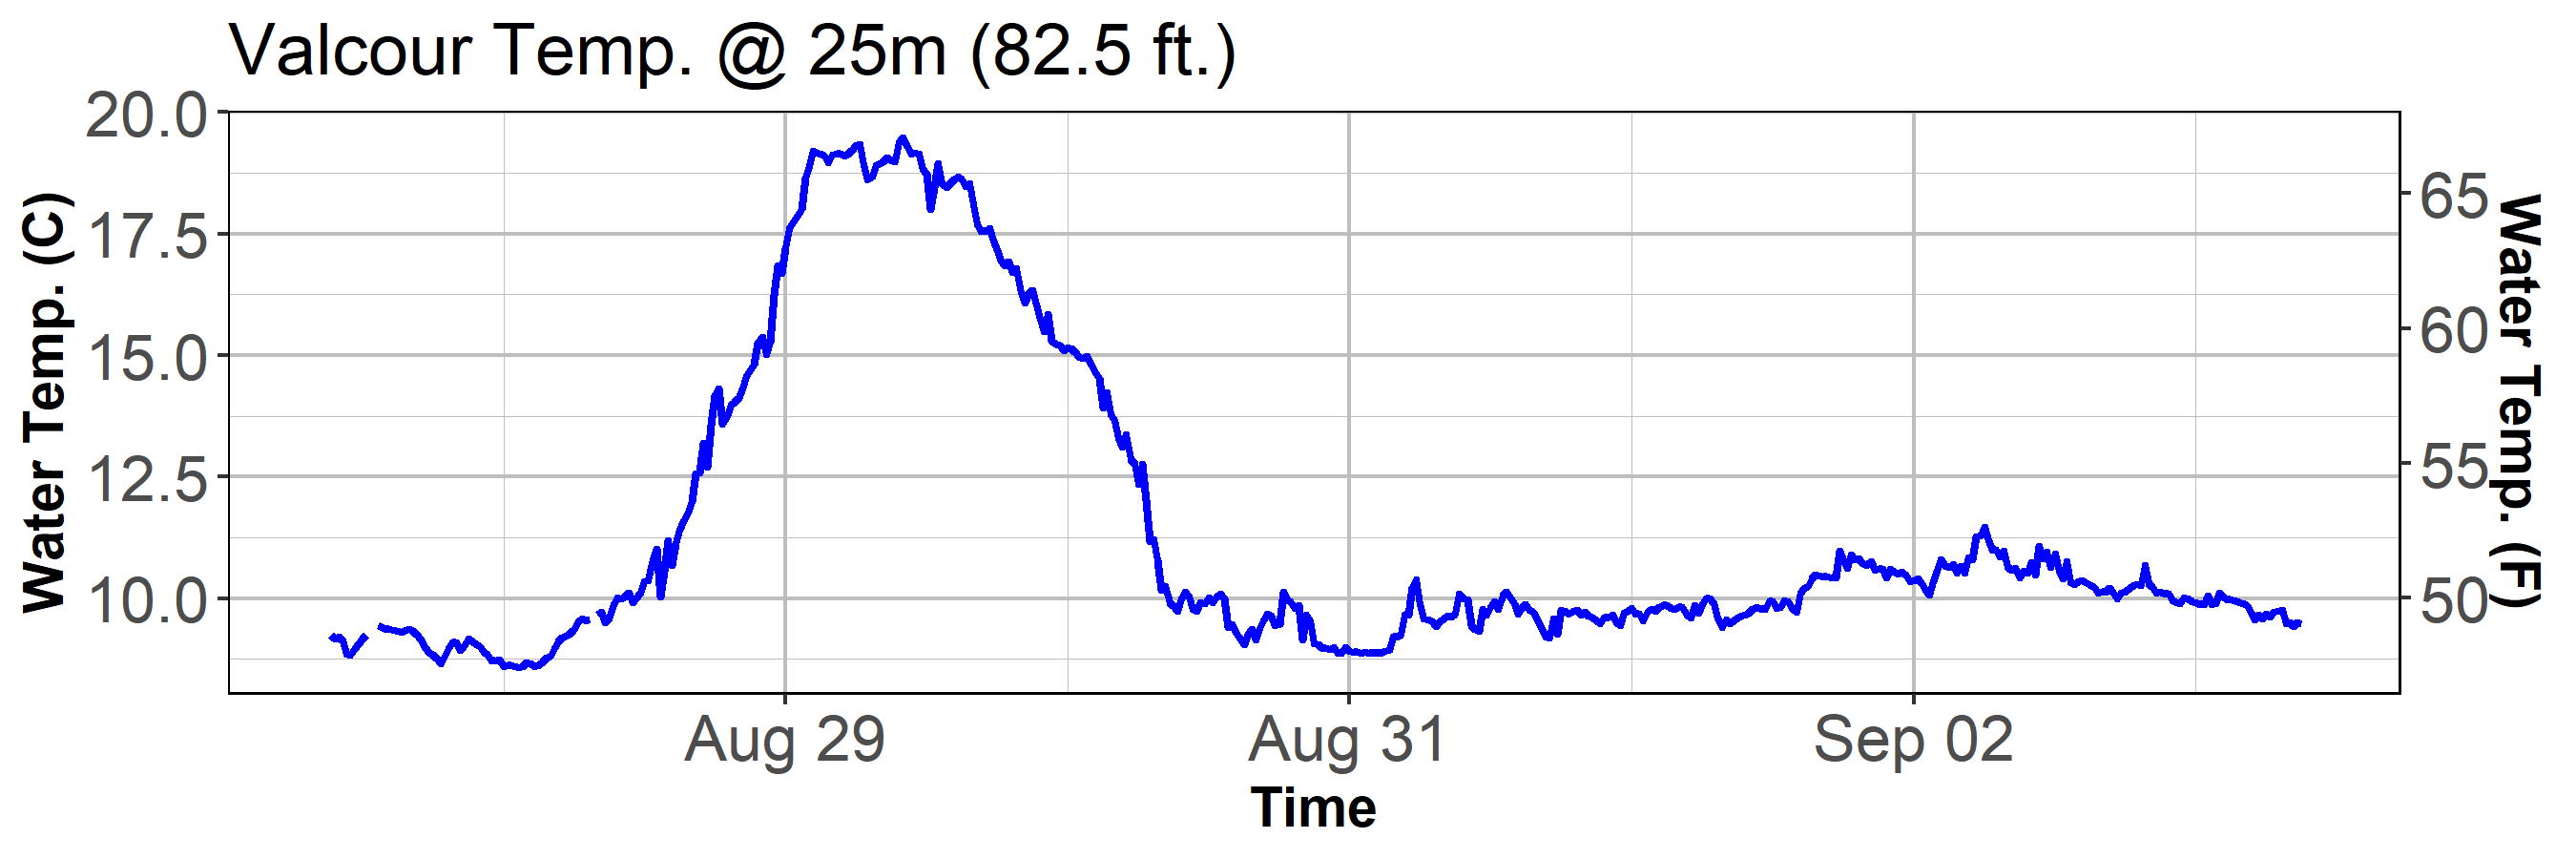 Valcour Temp. @ 25m (82.5 ft.)
Water Temp. (C)
20.0
17.5
15.0
12.5
10.0
65
60
55
50
Water Temp. (F)
Aug 29 Aug 31 Sep 02
Time